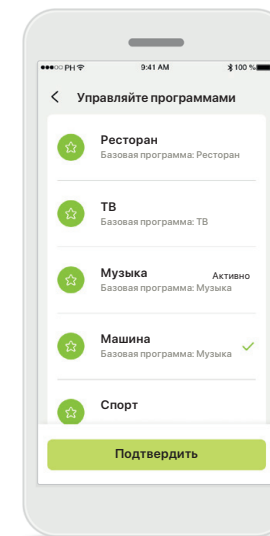 PH 9:41 AM 100 %
Управляйте программами
Ресторан
Базовая программа: Ресторан
ТВ
Базовая программа: ТВ
Музыка Активно
Базовая программа: Музыка
Машина
Базовая программа: Музыка
Спорт
Подтвердить